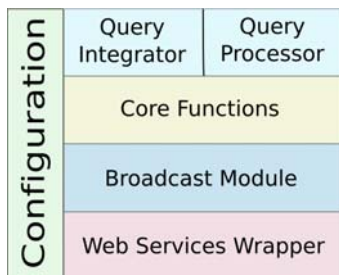 Configuration
Query
Integrator
Query
Processor
Core Functions
Broadcast Module
Web Services Wrapper